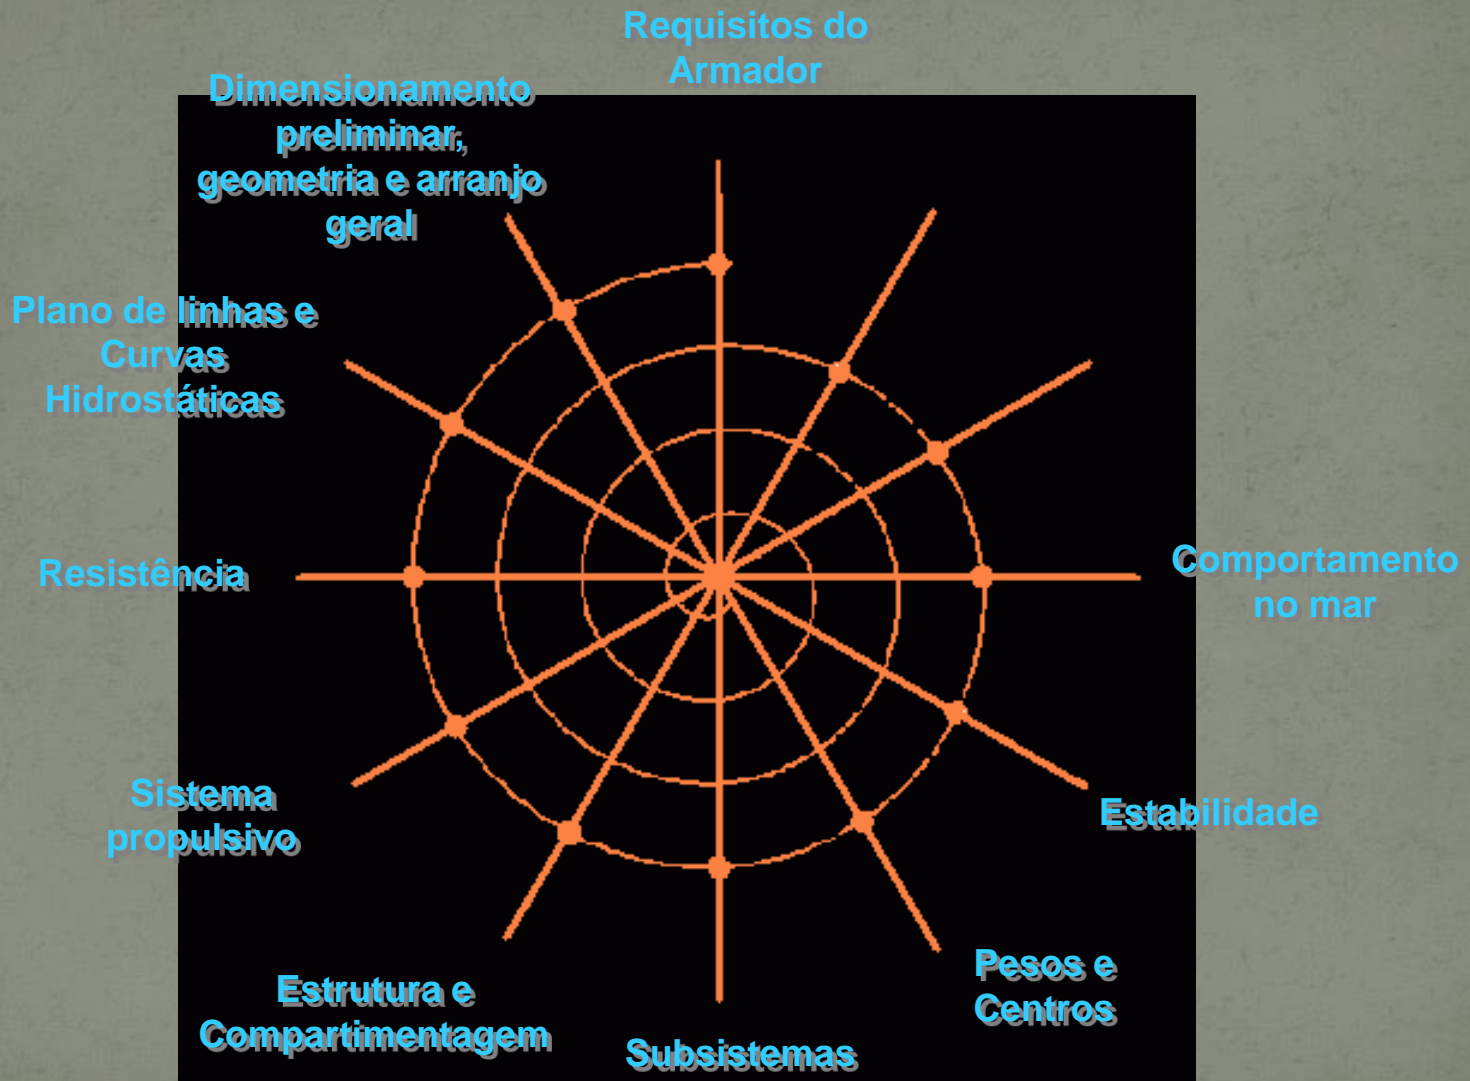 Requisitos do
Armador
Dimensionamento
preliminar,
geometria e arranjo
geral
Plano de linhas e
Curvas
Hidrostáticas
Resistência
Comportamento
no mar
Sistema
propulsivo
Estabilidade
Estrutura e
Compartimentagem
Subsistemas
Pesos e
Centros